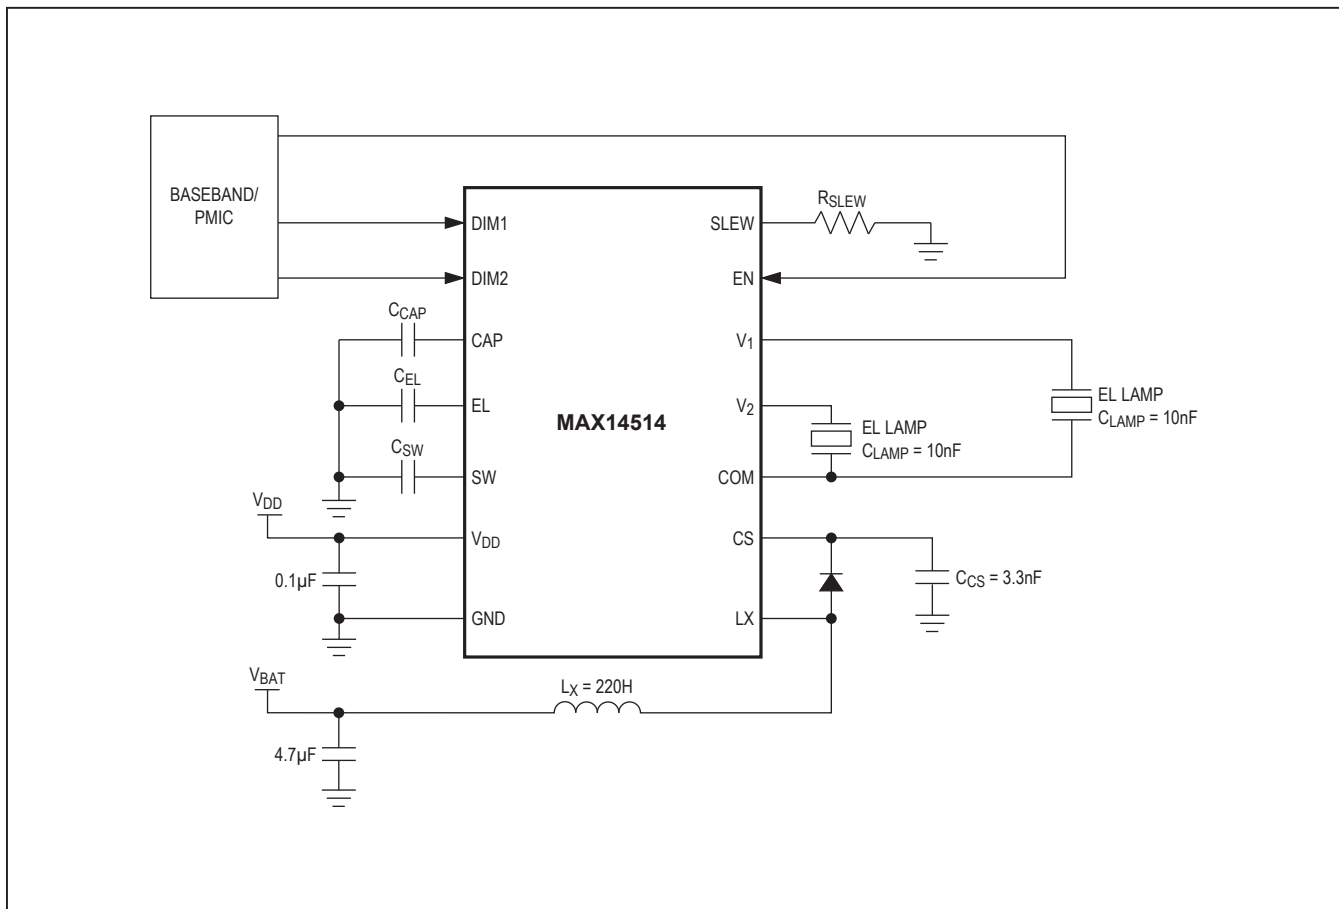 BASEBAND/
PMIC
DIM1
DIM2
CAP
EL
SW
VDD
GND
SLEW
EN
V1
V2
COM
CS
LX
MAX14514
RSLEW
CCAP
CEL
CSW
VDD
0.1µF
VBAT
4.7µF
LX = 220H
EL LAMP
CLAMP = 10nF
EL LAMP
CLAMP = 10nF
CCS = 3.3nF